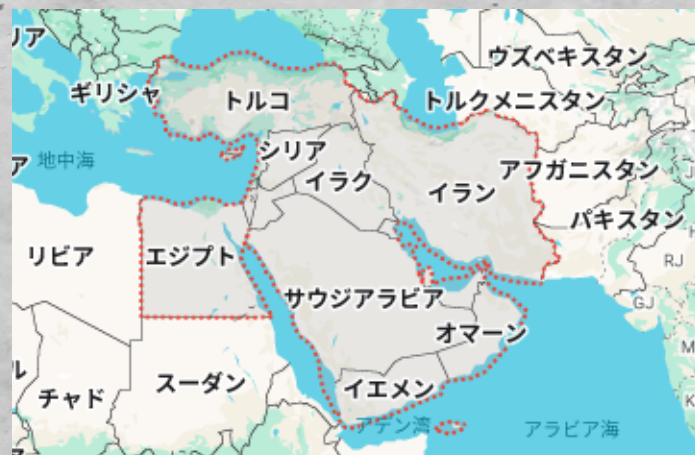 リア
ウズベキスタン
ギリシャ
トルコ
トルクメニスタン
地中海
シリア
ア
イラク
イラン
アフガニスタン
パキスタン
リビア
エジプト
RJ
サウジアラビア
GJ
オマーン
スーダン
イエメン
チャド
アデン湾
アラビア海